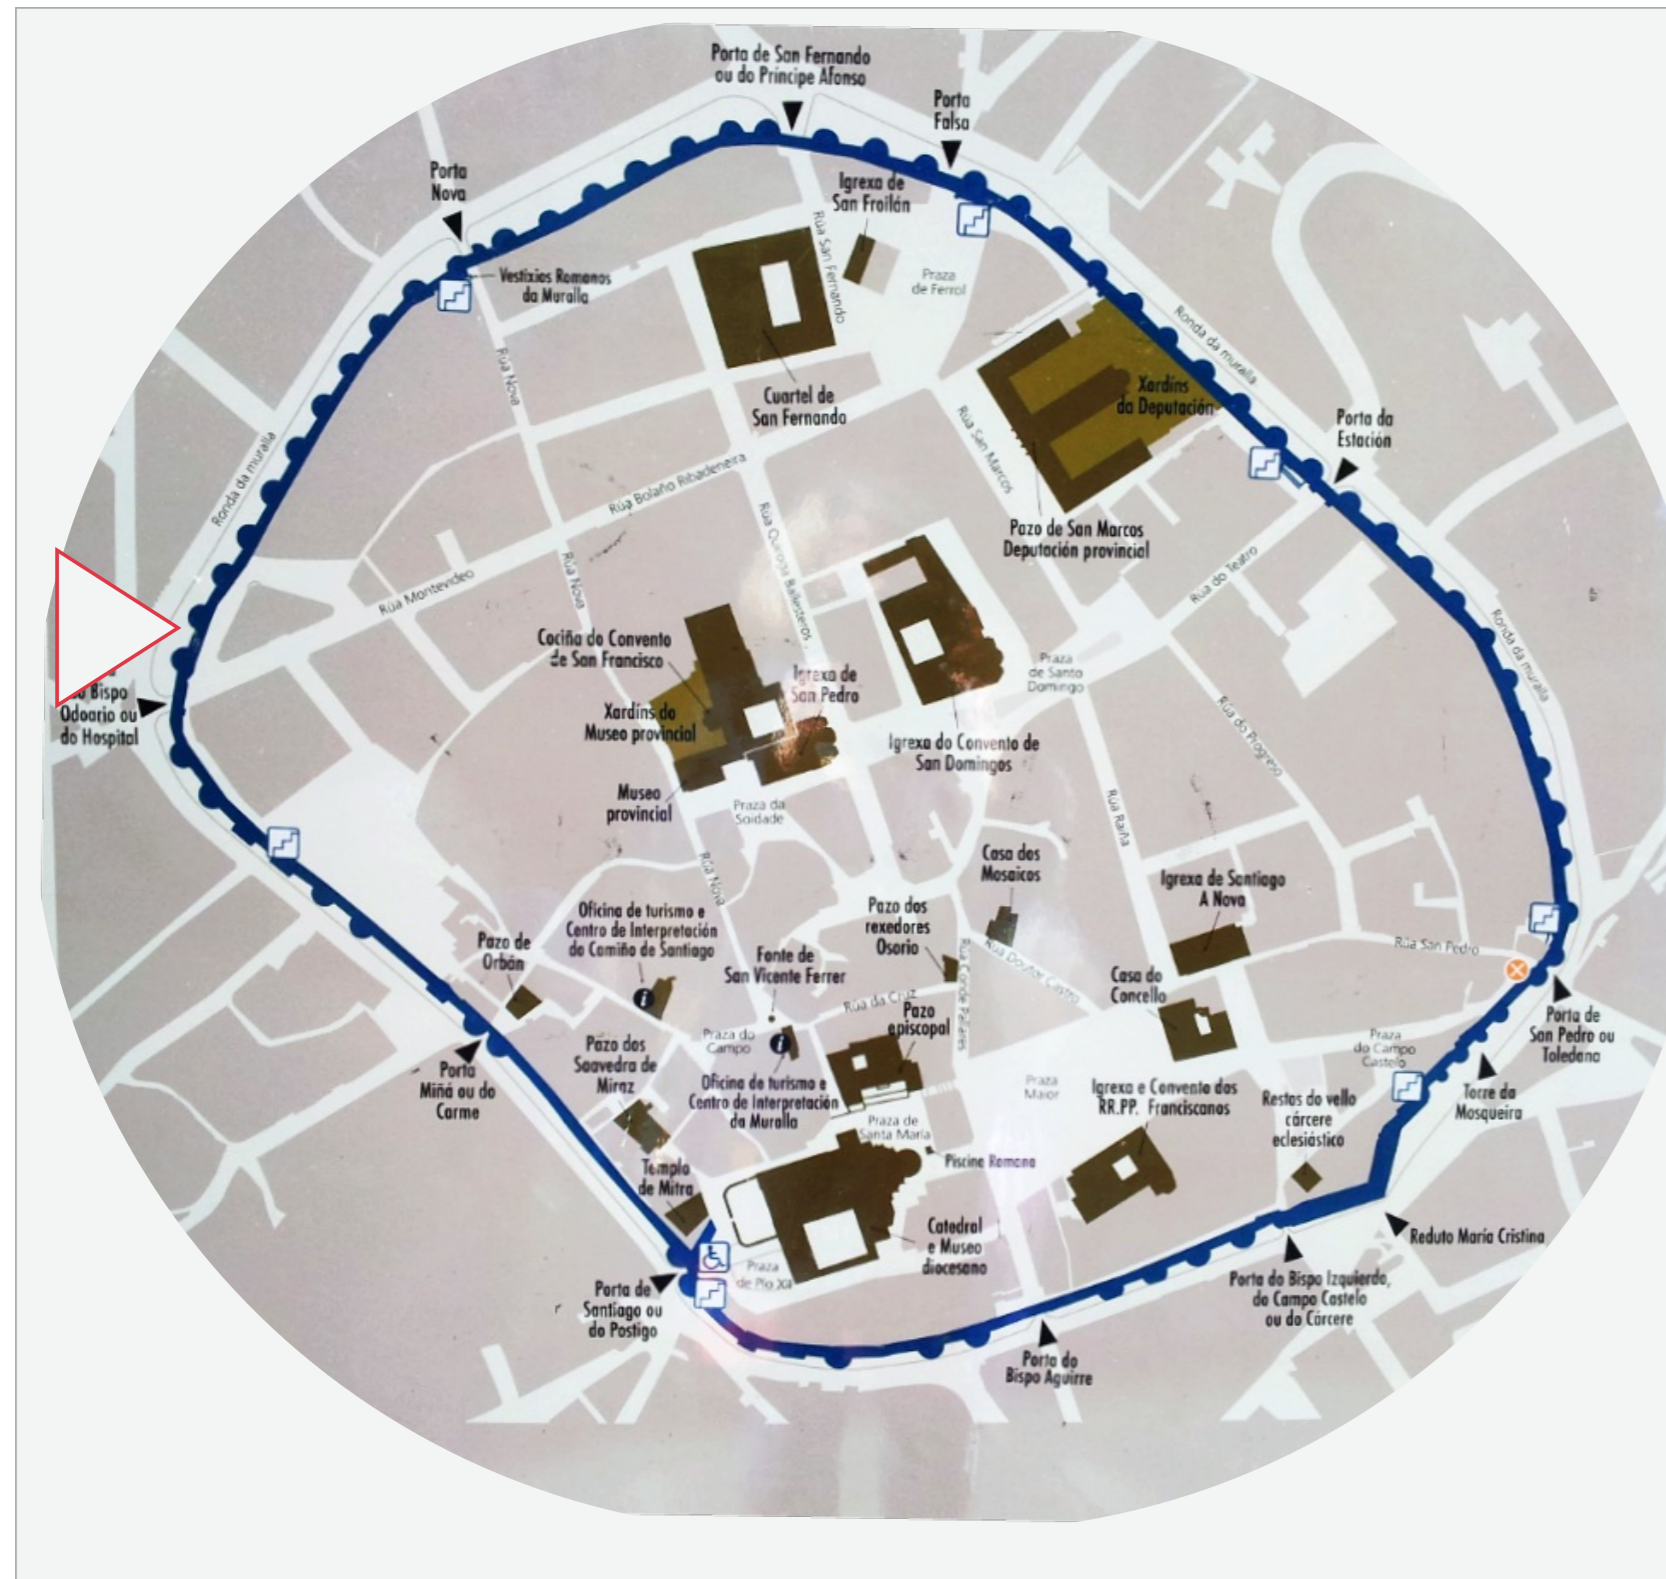 Porta de San Fernando
ou do Príncipe Afonso
Porta
Falsa
Porta
Nova
Igrexa de
San Froilán
Vestixios Romanos
da Muralla
Rúa San Fernando
Praza
de Ferrol
Ronda da muralla
Rúa Nova
Cuartel de
San Fernando
Xardíns
da Deputación
Porta da
Estación
Rúa San Marcos
Ronda da muralla
Rúa Bolaño Ribadeneira
Rúa Quiroga Ballesteros
Pazo de San Marcos
Deputación provincial
Rúa do Teatro
Rúa Montevideo
Rúa Nova
Ronda da muralla
Cociña do Convento
de San Francisco
Igrexa de
San Pedro
Praza
de Santo
Domingo
do Bispo
Odoario ou
do Hospital
Xardíns do
Museo provincial
Rúa do Progreso
Igrexa do Convento de
San Domingos
Museo
provincial
Praza da
Soidade
Rúa Raíña
Rúa Nova
Casa dos
Mosaicos
Igrexa de Santiago
A Nova
Oficina de turismo e
Centro de Interpretación
do Camiño de Santiago
Pazo dos
rexedores
Osorio
Pazo de
Orbán
Fonte de
San Vicente Ferrer
Rúa Doutor Castro
Rúa Conde Pallares
Rúa San Pedro
Casa do
Concello
Rúa da Cruz
Pazo
episcopal
Porta de
San Pedro ou
Toledana
Praza do
Campo
Praza
do Campo
Castelo
Pazo dos
Saavedra de
Miraz
Porta
Miñá ou do
Carme
Oficina de turismo e
Centro de Interpretación
da Muralla
Praza
Maior
Igrexa e Convento dos
RR.PP. Franciscanos
Restos do vello
cárcere
eclesiástico
Torre da
Mosqueira
Praza de
Santa María
Piscina Romana
Templo
de Mitra
Catedral
e Museo
diocesano
Reduto María Cristina
Praza
de Pío XII
Porta de
Santiago ou
do Postigo
Porta do Bispo Izquierdo,
do Campo Castelo
ou do Cárcere
Porta do
Bispo Aguirre